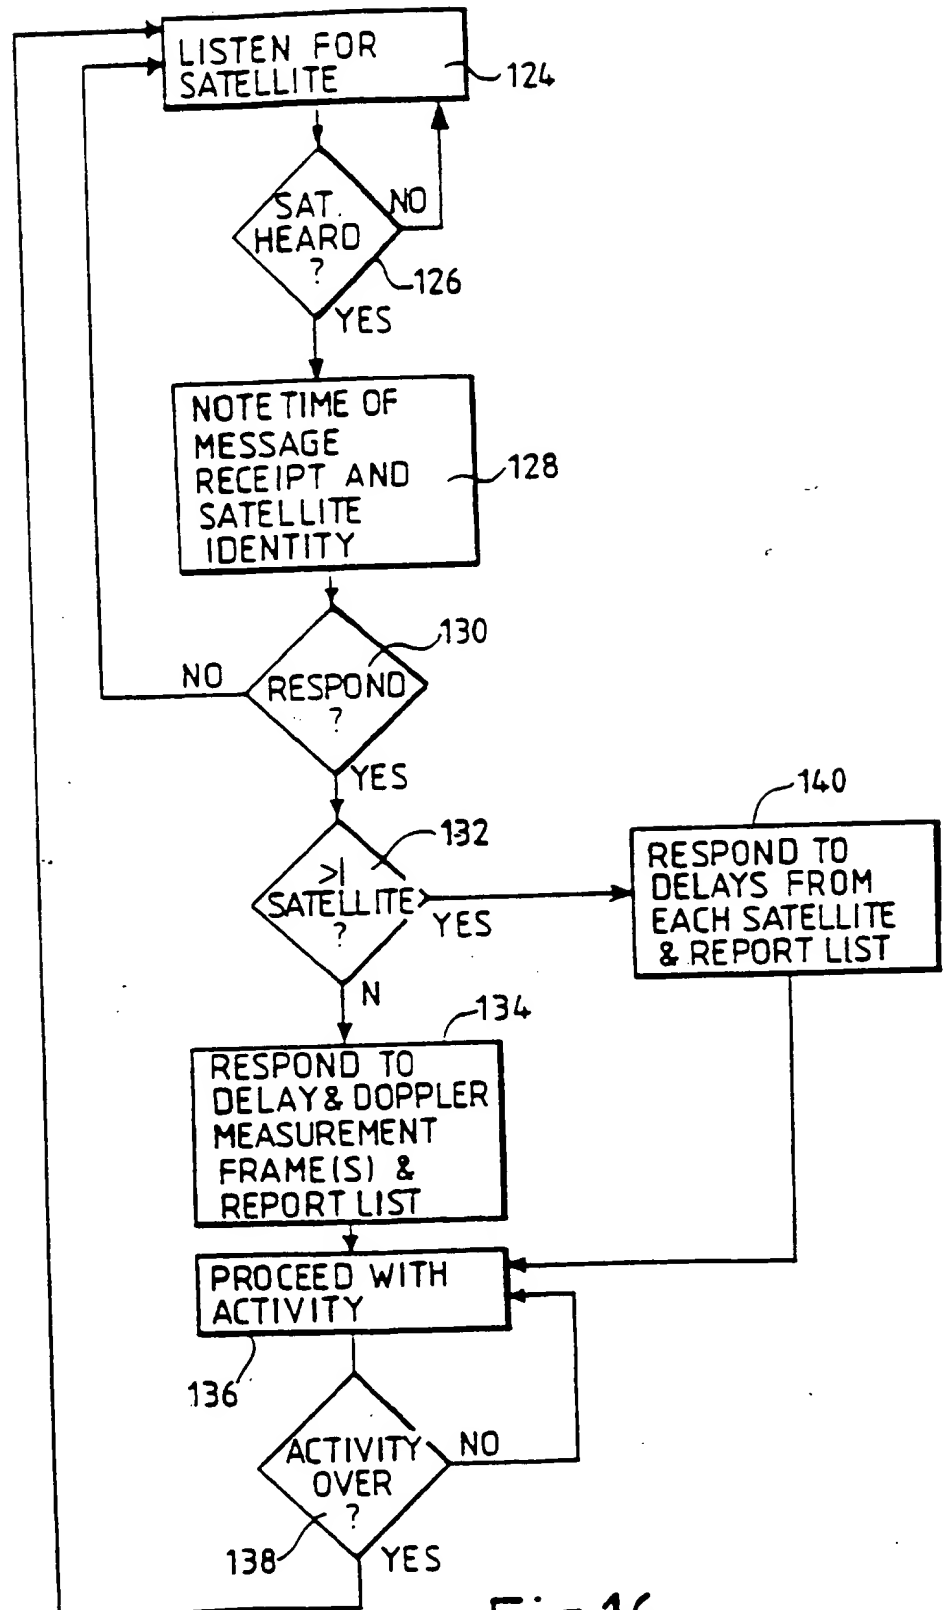 LISTEN FOR
SATELLITE
124
SAT.
HEARD
?
NO
126
YES
NOTE TIME OF
MESSAGE
RECEIPT AND
SATELLITE
IDENTITY
128
130
NO
RESPOND
?
YES
132
>1
SATELLITE
?
YES
N
140
RESPOND TO
DELAYS FROM
EACH SATELLITE
& REPORT LIST
134
RESPOND TO
DELAY & DOPPLER
MEASUREMENT
FRAME(S) &
REPORT LIST
PROCEED WITH
ACTIVITY
136
ACTIVITY
OVER
?
NO
138
YES